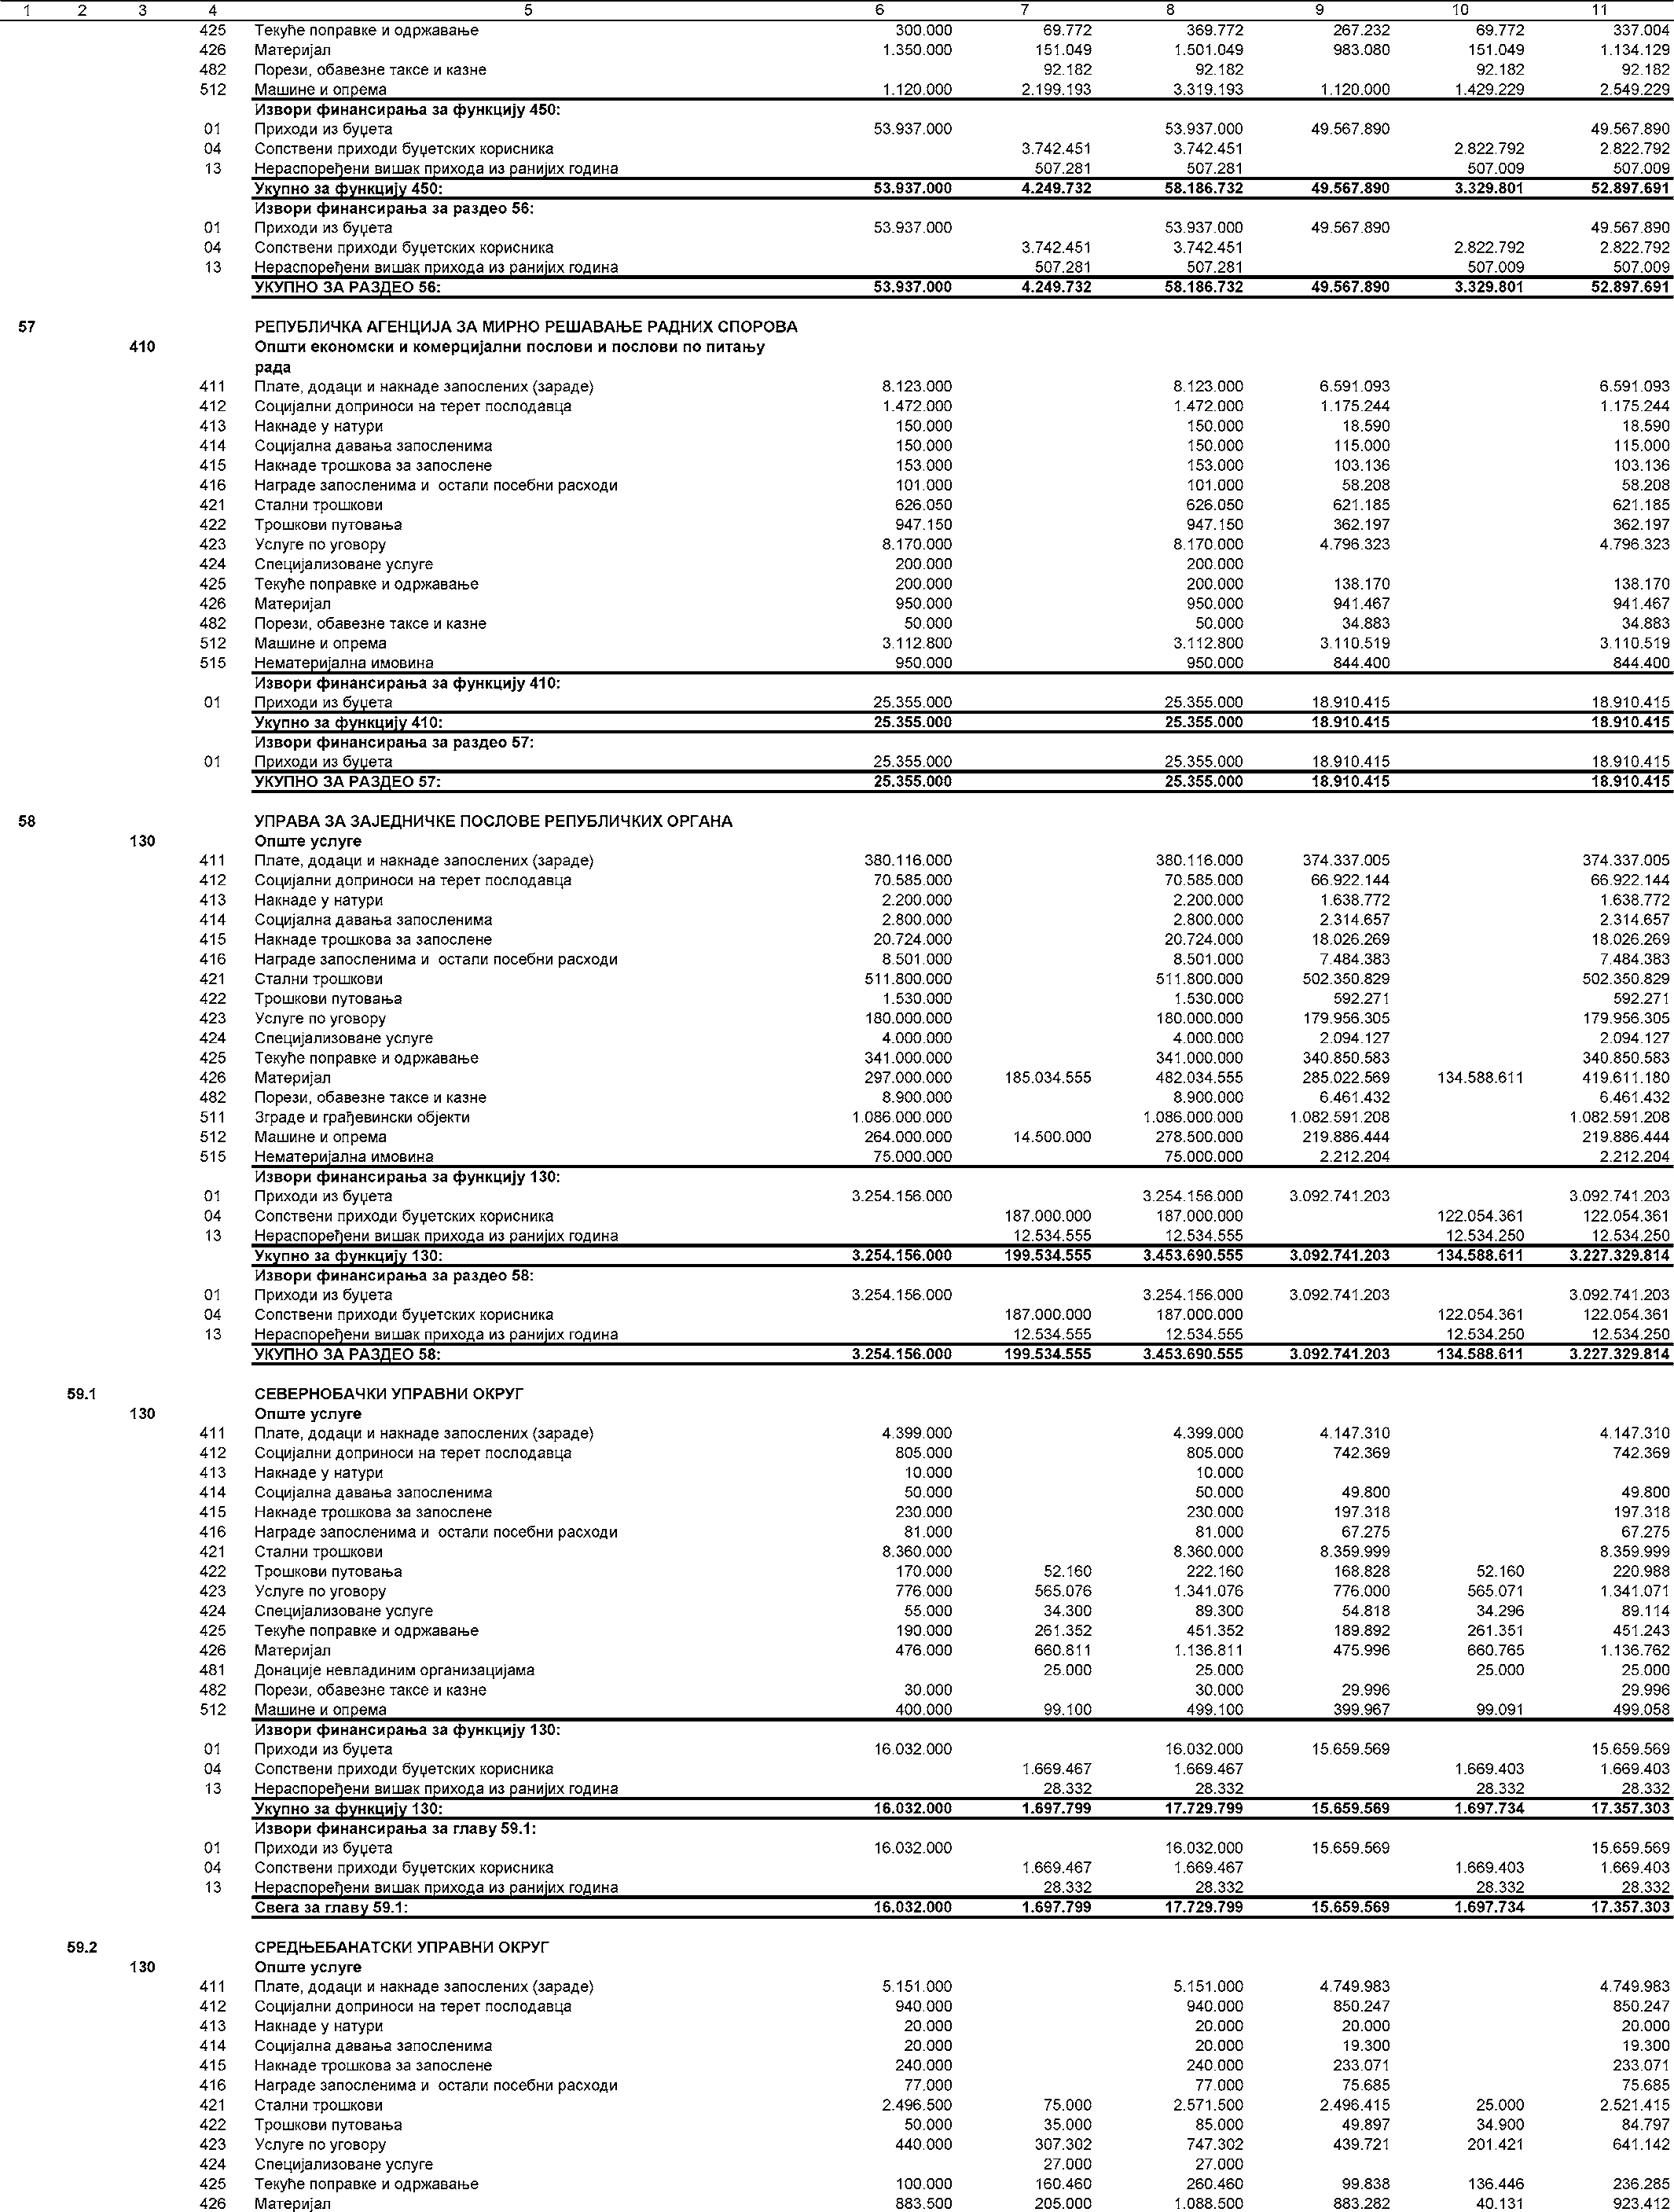 1 2 3 4 5 6 7 8 9 10 11
425 Текуће поправке и одржавање 300.000 69.772 369.772 267.232 69.772 337.004
426 Материјал 1.350.000 151.049 1.501.049 983.080 151.049 1.134.129
482 Порези, обавезне таксе и казне 92.182 92.182 92.182 92.182
512 Машине и опрема 1.120.000 2.199.193 3.319.193 1.120.000 1.429.229 2.549.229
Извори финансирања за функцију 450:
01 Приходи из буџета 53.937.000 53.937.000 49.567.890 49.567.890
04 Сопствени приходи буџетских корисника 3.742.451 3.742.451 2.822.792 2.822.792
13 Нераспоређени вишак прихода из ранијих година 507.281 507.281 507.009 507.009
Укупно за функцију 450: 53.937.000 4.249.732 58.186.732 49.567.890 3.329.801 52.897.691
Извори финансирања за раздео 56:
01 Приходи из буџета 53.937.000 53.937.000 49.567.890 49.567.890
04 Сопствени приходи буџетских корисника 3.742.451 3.742.451 2.822.792 2.822.792
13 Нераспоређени вишак прихода из ранијих година 507.281 507.281 507.009 507.009
УКУПНО ЗА РАЗДЕО 56: 53.937.000 4.249.732 58.186.732 49.567.890 3.329.801 52.897.691
57 РЕПУБЛИЧКА АГЕНЦИЈА ЗА МИРНО РЕШАВАЊЕ РАДНИХ СПОРОВА
410 Општи економски и комерцијални послови и послови по питању
рада
411 Плате, додаци и накнаде запослених (зараде) 8.123.000 8.123.000 6.591.093 6.591.093
412 Социјални доприноси на терет послодавца 1.472.000 1.472.000 1.175.244 1.175.244
413 Накнаде у натури 150.000 150.000 18.590 18.590
414 Социјална давања запосленима 150.000 150.000 115.000 115.000
415 Накнаде трошкова за запослене 153.000 153.000 103.136 103.136
416 Награде запосленима и остали посебни расходи 101.000 101.000 58.208 58.208
421 Стални трошкови 626.050 626.050 621.185 621.185
422 Трошкови путовања 947.150 947.150 362.197 362.197
423 Услуге по уговору 8.170.000 8.170.000 4.796.323 4.796.323
424 Специјализоване услуге 200.000 200.000
425 Текуће поправке и одржавање 200.000 200.000 138.170 138.170
426 Материјал 950.000 950.000 941.467 941.467
482 Порези, обавезне таксе и казне 50.000 50.000 34.883 34.883
512 Машине и опрема 3.112.800 3.112.800 3.110.519 3.110.519
515 Нематеријална имовина 950.000 950.000 844.400 844.400
Извори финансирања за функцију 410:
01 Приходи из буџета 25.355.000 25.355.000 18.910.415 18.910.415
Укупно за функцију 410: 25.355.000 25.355.000 18.910.415 18.910.415
Извори финансирања за раздео 57:
01 Приходи из буџета 25.355.000 25.355.000 18.910.415 18.910.415
УКУПНО ЗА РАЗДЕО 57: 25.355.000 25.355.000 18.910.415 18.910.415
58 УПРАВА ЗА ЗАЈЕДНИЧКЕ ПОСЛОВЕ РЕПУБЛИЧКИХ ОРГАНА
130 Опште услуге
411 Плате, додаци и накнаде запослених (зараде) 380.116.000 380.116.000 374.337.005 374.337.005
412 Социјални доприноси на терет послодавца 70.585.000 70.585.000 66.922.144 66.922.144
413 Накнаде у натури 2.200.000 2.200.000 1.638.772 1.638.772
414 Социјална давања запосленима 2.800.000 2.800.000 2.314.657 2.314.657
415 Накнаде трошкова за запослене 20.724.000 20.724.000 18.026.269 18.026.269
416 Награде запосленима и остали посебни расходи 8.501.000 8.501.000 7.484.383 7.484.383
421 Стални трошкови 511.800.000 511.800.000 502.350.829 502.350.829
422 Трошкови путовања 1.530.000 1.530.000 592.271 592.271
423 Услуге по уговору 180.000.000 180.000.000 179.956.305 179.956.305
424 Специјализоване услуге 4.000.000 4.000.000 2.094.127 2.094.127
425 Текуће поправке и одржавање 341.000.000 341.000.000 340.850.583 340.850.583
426 Материјал 297.000.000 185.034.555 482.034.555 285.022.569 134.588.611 419.611.180
482 Порези, обавезне таксе и казне 8.900.000 8.900.000 6.461.432 6.461.432
511 Зграде и грађевински објекти 1.086.000.000 1.086.000.000 1.082.591.208 1.082.591.208
512 Машине и опрема 264.000.000 14.500.000 278.500.000 219.886.444 219.886.444
515 Нематеријална имовина 75.000.000 75.000.000 2.212.204 2.212.204
Извори финансирања за функцију 130:
01 Приходи из буџета 3.254.156.000 3.254.156.000 3.092.741.203 3.092.741.203
04 Сопствени приходи буџетских корисника 187.000.000 187.000.000 122.054.361 122.054.361
13 Нераспоређени вишак прихода из ранијих година 12.534.555 12.534.555 12.534.250 12.534.250
Укупно за функцију 130: 3.254.156.000 199.534.555 3.453.690.555 3.092.741.203 134.588.611 3.227.329.814
Извори финансирања за раздео 58:
01 Приходи из буџета 3.254.156.000 3.254.156.000 3.092.741.203 3.092.741.203
04 Сопствени приходи буџетских корисника 187.000.000 187.000.000 122.054.361 122.054.361
13 Нераспоређени вишак прихода из ранијих година 12.534.555 12.534.555 12.534.250 12.534.250
УКУПНО ЗА РАЗДЕО 58: 3.254.156.000 199.534.555 3.453.690.555 3.092.741.203 134.588.611 3.227.329.814
59.1 СЕВЕРНОБАЧКИ УПРАВНИ ОКРУГ
130 Опште услуге
411 Плате, додаци и накнаде запослених (зараде) 4.399.000 4.399.000 4.147.310 4.147.310
412 Социјални доприноси на терет послодавца 805.000 805.000 742.369 742.369
413 Накнаде у натури 10.000 10.000
414 Социјална давања запосленима 50.000 50.000 49.800 49.800
415 Накнаде трошкова за запослене 230.000 230.000 197.318 197.318
416 Награде запосленима и остали посебни расходи 81.000 81.000 67.275 67.275
421 Стални трошкови 8.360.000 8.360.000 8.359.999 8.359.999
422 Трошкови путовања 170.000 52.160 222.160 168.828 52.160 220.988
423 Услуге по уговору 776.000 565.076 1.341.076 776.000 565.071 1.341.071
424 Специјализоване услуге 55.000 34.300 89.300 54.818 34.296 89.114
425 Текуће поправке и одржавање 190.000 261.352 451.352 189.892 261.351 451.243
426 Материјал 476.000 660.811 1.136.811 475.996 660.765 1.136.762
481 Донације невладиним организацијама 25.000 25.000 25.000 25.000
482 Порези, обавезне таксе и казне 30.000 30.000 29.996 29.996
512 Машине и опрема 400.000 99.100 499.100 399.967 99.091 499.058
Извори финансирања за функцију 130:
01 Приходи из буџета 16.032.000 16.032.000 15.659.569 15.659.569
04 Сопствени приходи буџетских корисника 1.669.467 1.669.467 1.669.403 1.669.403
13 Нераспоређени вишак прихода из ранијих година 28.332 28.332 28.332 28.332
Укупно за функцију 130: 16.032.000 1.697.799 17.729.799 15.659.569 1.697.734 17.357.303
Извори финансирања за главу 59.1:
01 Приходи из буџета 16.032.000 16.032.000 15.659.569 15.659.569
04 Сопствени приходи буџетских корисника 1.669.467 1.669.467 1.669.403 1.669.403
13 Нераспоређени вишак прихода из ранијих година 28.332 28.332 28.332 28.332
Свега за главу 59.1: 16.032.000 1.697.799 17.729.799 15.659.569 1.697.734 17.357.303
59.2 СРЕДЊЕБАНАТСКИ УПРАВНИ ОКРУГ
130 Опште услуге
411 Плате, додаци и накнаде запослених (зараде) 5.151.000 5.151.000 4.749.983 4.749.983
412 Социјални доприноси на терет послодавца 940.000 940.000 850.247 850.247
413 Накнаде у натури 20.000 20.000 20.000 20.000
414 Социјална давања запосленима 20.000 20.000 19.300 19.300
415 Накнаде трошкова за запослене 240.000 240.000 233.071 233.071
416 Награде запосленима и остали посебни расходи 77.000 77.000 75.685 75.685
421 Стални трошкови 2.496.500 75.000 2.571.500 2.496.415 25.000 2.521.415
422 Трошкови путовања 50.000 35.000 85.000 49.897 34.900 84.797
423 Услуге по уговору 440.000 307.302 747.302 439.721 201.421 641.142
424 Специјализоване услуге 27.000 27.000
425 Текуће поправке и одржавање 100.000 160.460 260.460 99.838 136.446 236.285
426 Материјал 883.500 205.000 1.088.500 883.282 40.131 923.412